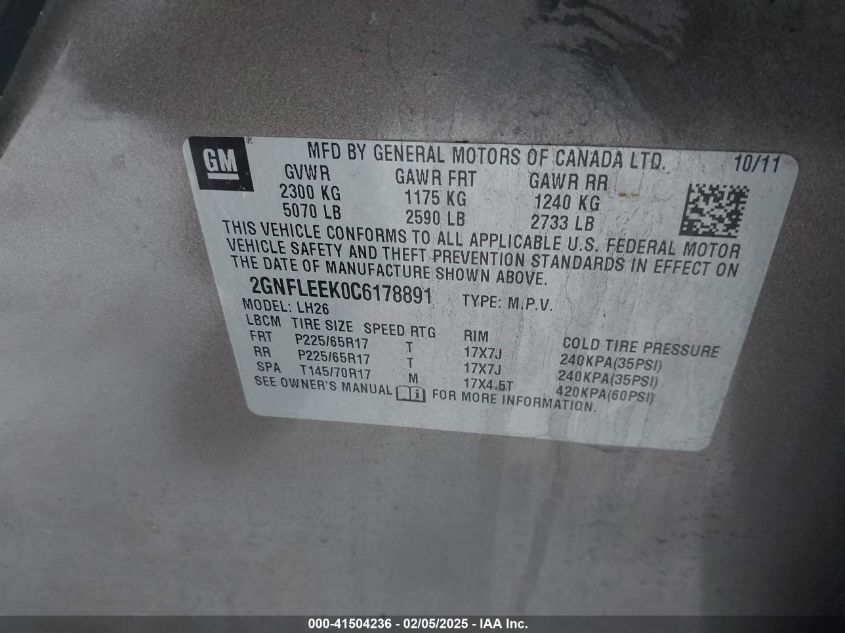 GM
MFD BY GENERAL MOTORS OF CANADA LTD. 10/11
GVWR GAWR FRT GAWR RR
2300 KG 1175 KG 1240 KG
5070 LB 2590 LB 2733 LB
THIS VEHICLE CONFORMS TO ALL APPLICABLE U.S. FEDERAL MOTOR
VEHICLE SAFETY AND THEFT PREVENTION STANDARDS IN EFFECT ON
THE DATE OF MANUFACTURE SHOWN ABOVE.
2GNFLEEK0C6178891 TYPE: M.P.V.
MODEL: LH26
LBCM TIRE SIZE SPEED RTG RIM COLD TIRE PRESSURE
FRT P225/65R17 T 17X7J 240KPA(35PSI)
RR P225/65R17 T 17X7J 240KPA(35PSI)
SPA T145/70R17 M 17X4.5T 420KPA(60PSI)
SEE OWNER'S MANUAL FOR MORE INFORMATION.
000-41504236 - 02/05/2025 - IAA Inc.